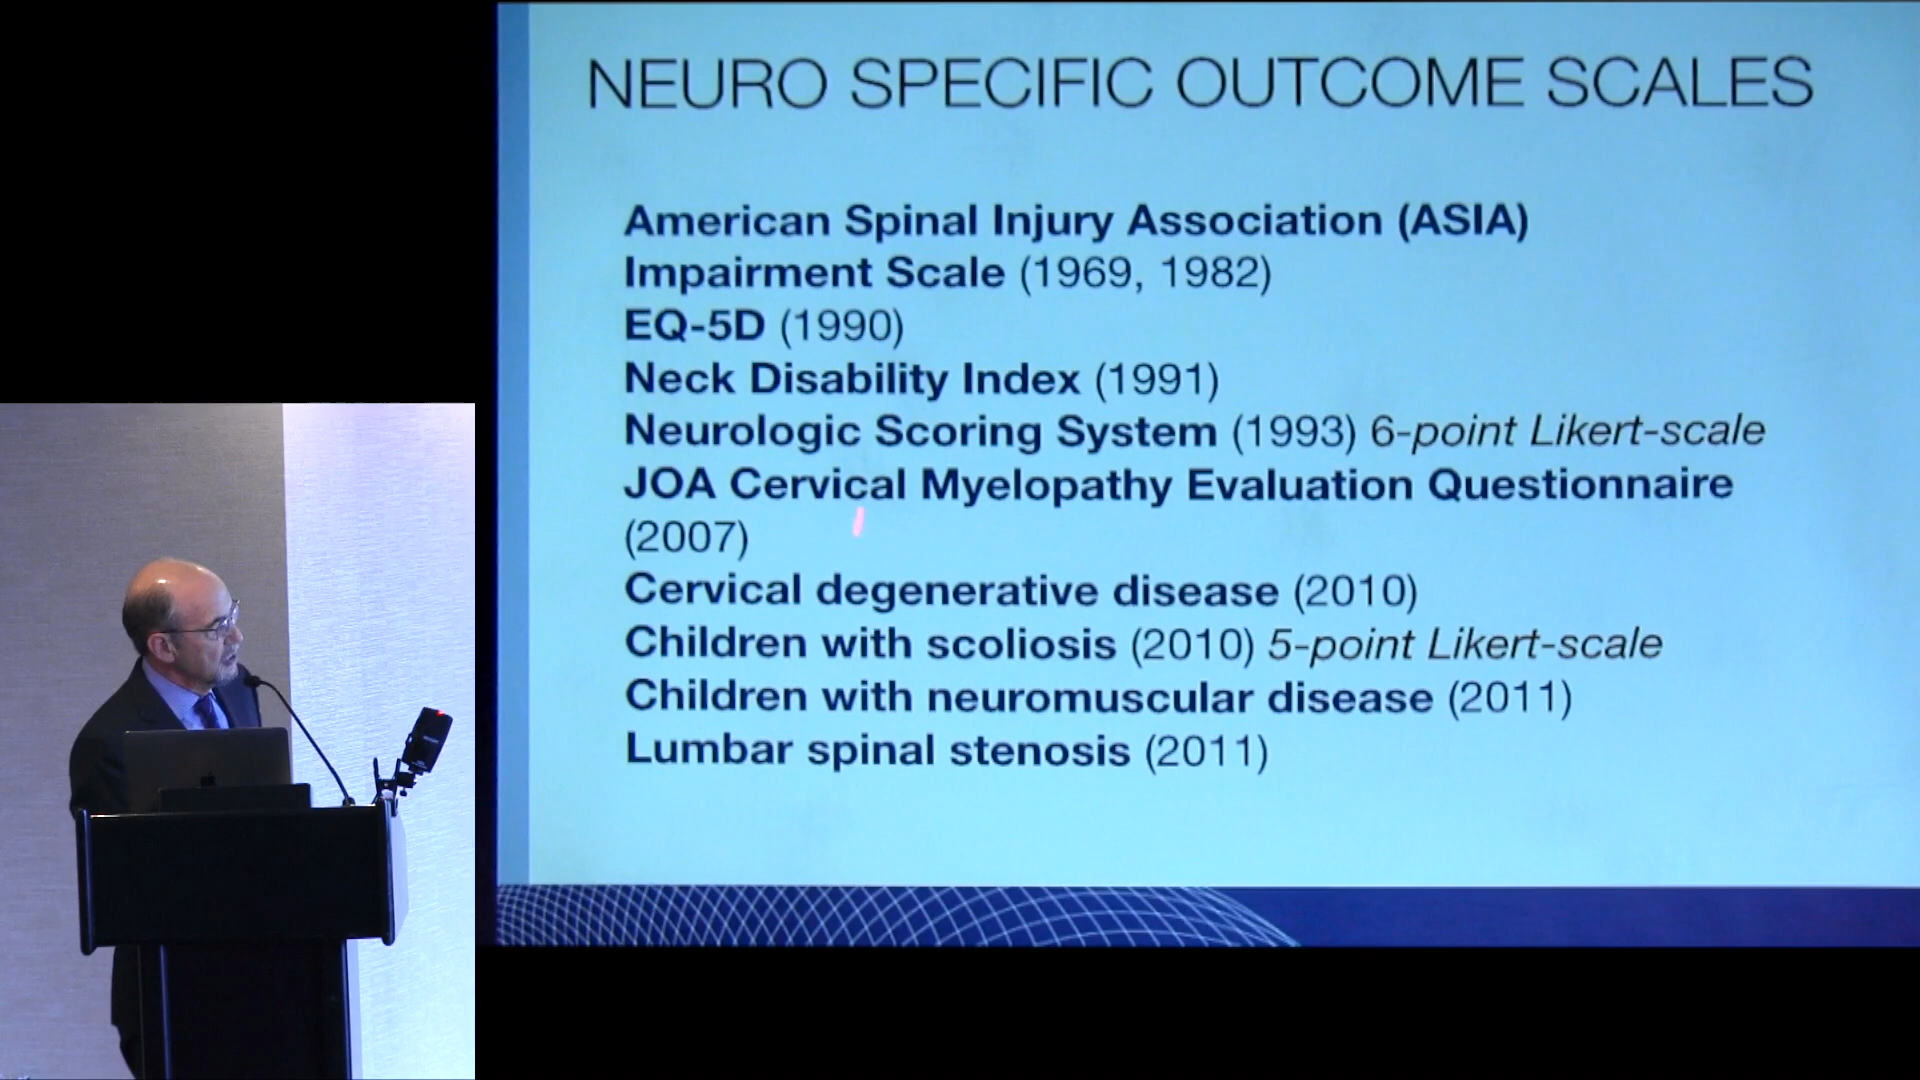 NEURO SPECIFIC OUTCOME SCALES
American Spinal Injury Association (ASIA)
Impairment Scale (1969, 1982)
EQ-5D (1990)
Neck Disability Index (1991)
Neurologic Scoring System (1993) 6-point Likert-scale
JOA Cervical Myelopathy Evaluation Questionnaire
(2007)
Cervical degenerative disease (2010)
Children with scoliosis (2010) 5-point Likert-scale
Children with neuromuscular disease (2011)
Lumbar spinal stenosis (2011)